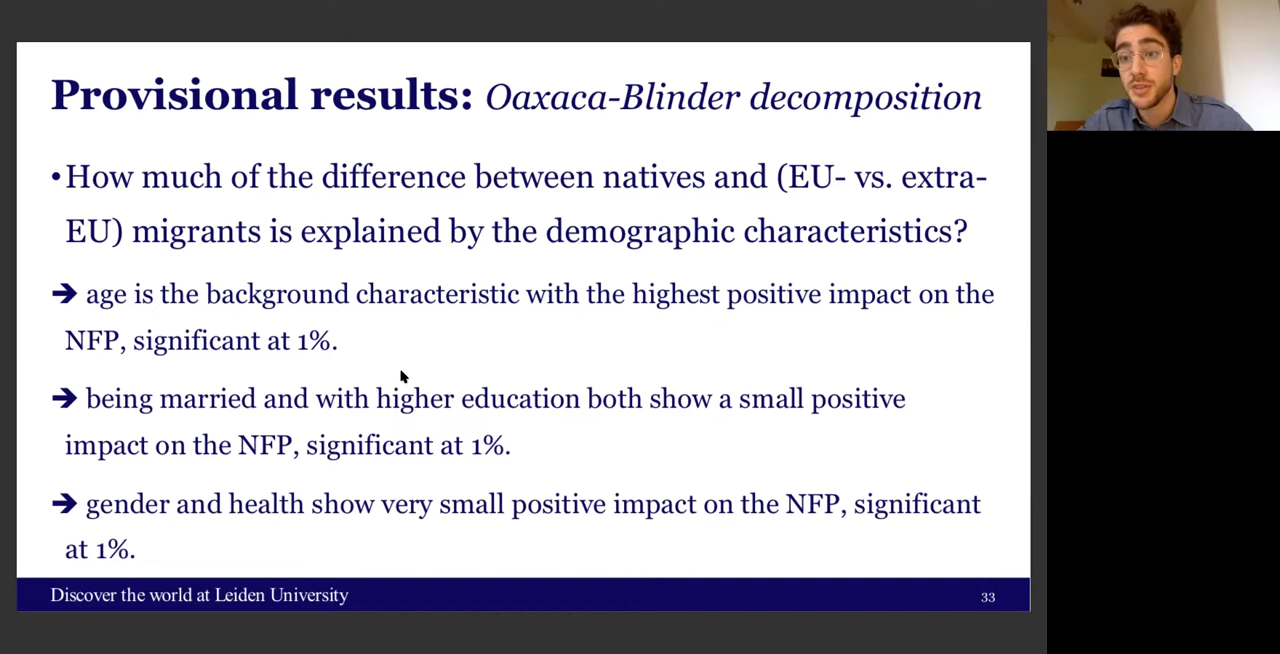 Provisional results: Oaxaca-Blinder decomposition
•How much of the difference between natives and (EU- vs. extra-
EU) migrants is explained by the demographic characteristics?
➔ age is the background characteristic with the highest positive impact on the
NFP, significant at 1%.
➔ being married and with higher education both show a small positive
impact on the NFP, significant at 1%.
➔ gender and health show very small positive impact on the NFP, significant
at 1%.
Discover the world at Leiden University
33